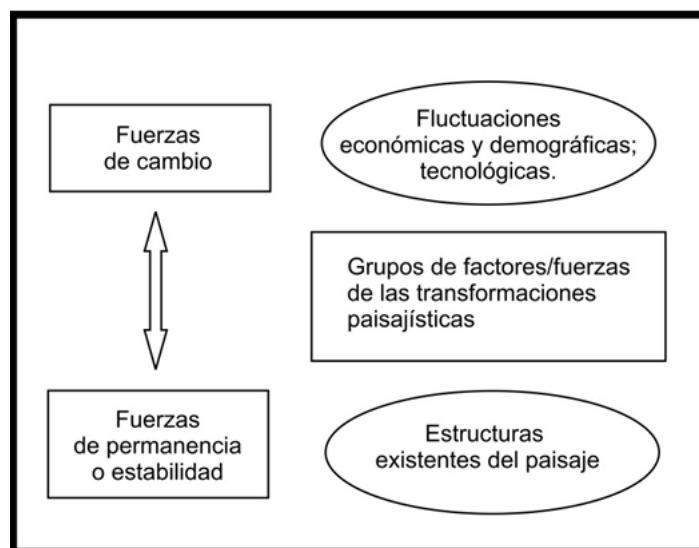 Fuerzas
de cambio
Fluctuaciones
económicas y demográficas;
tecnológicas.
Grupos de factores/fuerzas
de las transformaciones
paisajísticas
Fuerzas
de permanencia
o estabilidad
Estructuras
existentes del paisaje